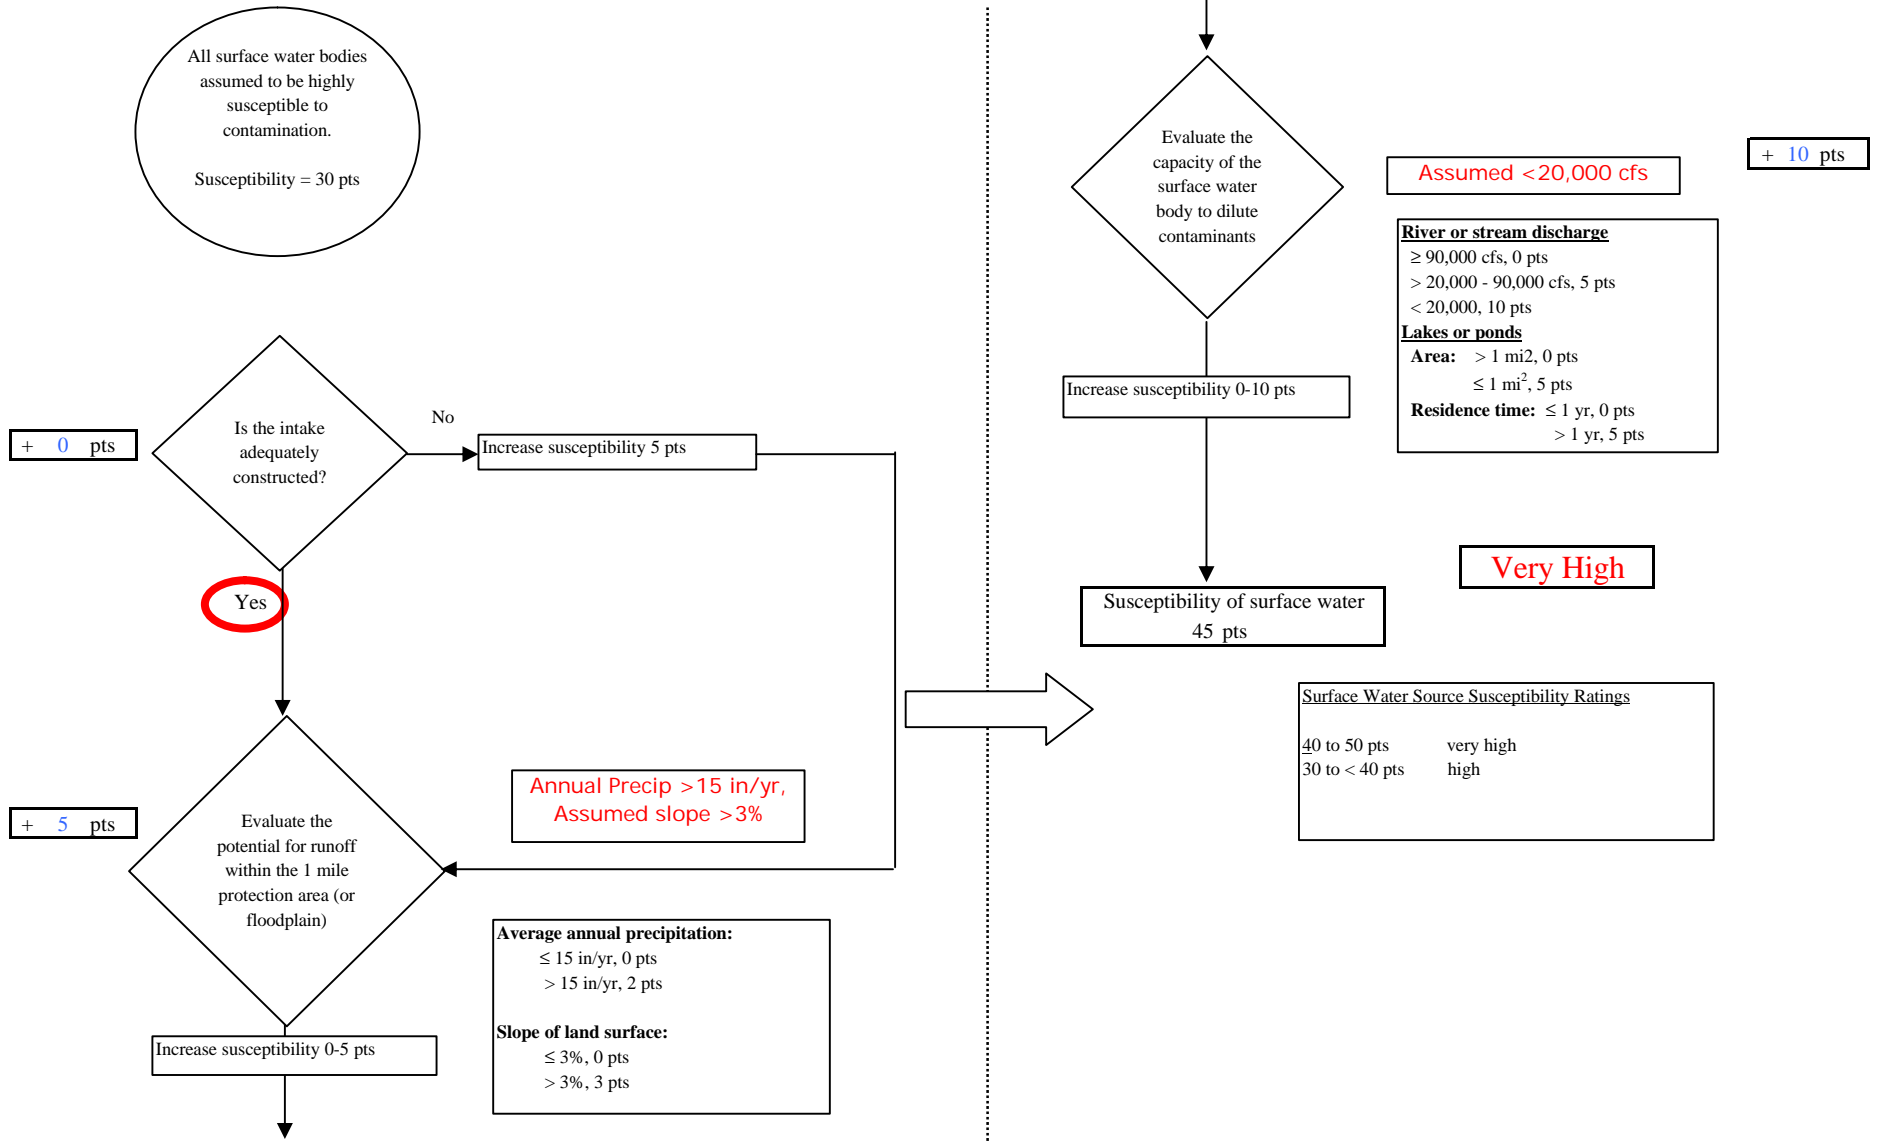 All surface water bodies
assumed to be highly
susceptible to
contamination.
Susceptibility = 30 pts
+ 0 pts
Is the intake
adequately
constructed?
No
Increase susceptibility 5 pts
Yes
+ 5 pts
Evaluate the
potential for runoff
within the 1 mile
protection area (or
floodplain)
Annual Precip >15 in/yr,
Assumed slope >3%
Average annual precipitation:
≤ 15 in/yr, 0 pts
> 15 in/yr, 2 pts
Slope of land surface:
≤ 3%, 0 pts
> 3%, 3 pts
Increase susceptibility 0-5 pts
Evaluate the
capacity of the
surface water
body to dilute
contaminants
Assumed <20,000 cfs
+ 10 pts
River or stream discharge
≥ 90,000 cfs, 0 pts
> 20,000 - 90,000 cfs, 5 pts
< 20,000, 10 pts
Lakes or ponds
Area: > 1 mi2, 0 pts
≤ 1 mi², 5 pts
Residence time: ≤ 1 yr, 0 pts
> 1 yr, 5 pts
Increase susceptibility 0-10 pts
Very High
Susceptibility of surface water
45 pts
Surface Water Source Susceptibility Ratings
40 to 50 pts very high
30 to < 40 pts high